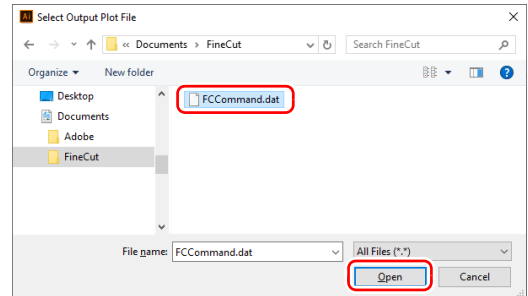 Ai Select Output Plot File
« Documents › FineCut
Search FineCut
Organize
New folder
Desktop
Documents
Adobe
FineCut
FCCommand.dat
File name: FCCommand.dat
All Files (*.*)
Open
Cancel